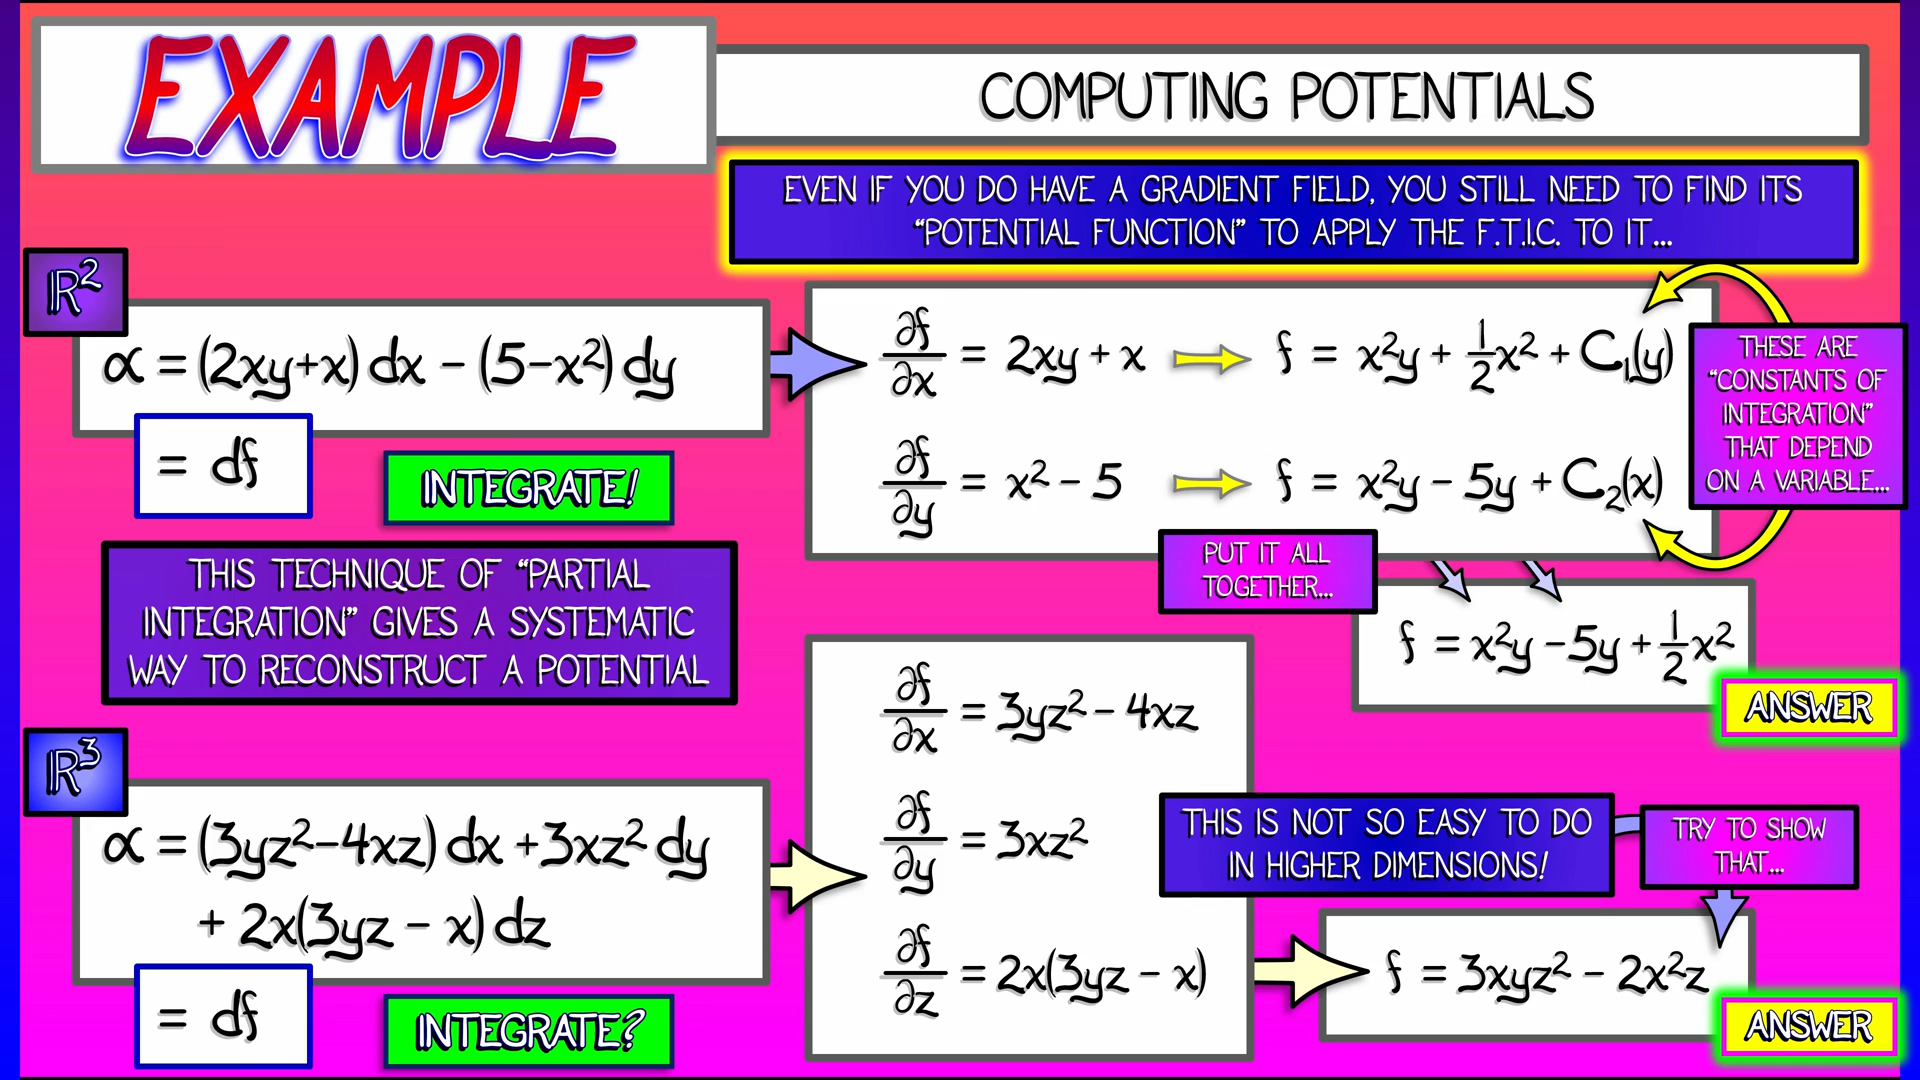 EXAMPLE
COMPUTING POTENTIALS
EVEN IF YOU DO HAVE A GRADIENT FIELD, YOU STILL NEED TO FIND ITS
“POTENTIAL FUNCTION” TO APPLY THE F.T.I.C. TO IT...
ℝ²
α = (2xy+x) dx − (5−x²) dy
= df
INTEGRATE!
∂f/∂x = 2xy + x → f = x²y + ½x² + C₁(y)
∂f/∂y = x² − 5 → f = x²y − 5y + C₂(x)
THESE ARE
“CONSTANTS OF
INTEGRATION”
THAT DEPEND
ON A VARIABLE...
PUT IT ALL
TOGETHER...
f = x²y − 5y + ½x²
ANSWER
THIS TECHNIQUE OF “PARTIAL
INTEGRATION” GIVES A SYSTEMATIC
WAY TO RECONSTRUCT A POTENTIAL
ℝ³
α = (3yz²−4xz) dx +3xz² dy
+ 2x(3yz − x) dz
= df
INTEGRATE?
∂f/∂x = 3yz² − 4xz
∂f/∂y = 3xz²
∂f/∂z = 2x(3yz − x)
THIS IS NOT SO EASY TO DO
IN HIGHER DIMENSIONS!
TRY TO SHOW
THAT...
f = 3xyz² − 2x²z
ANSWER